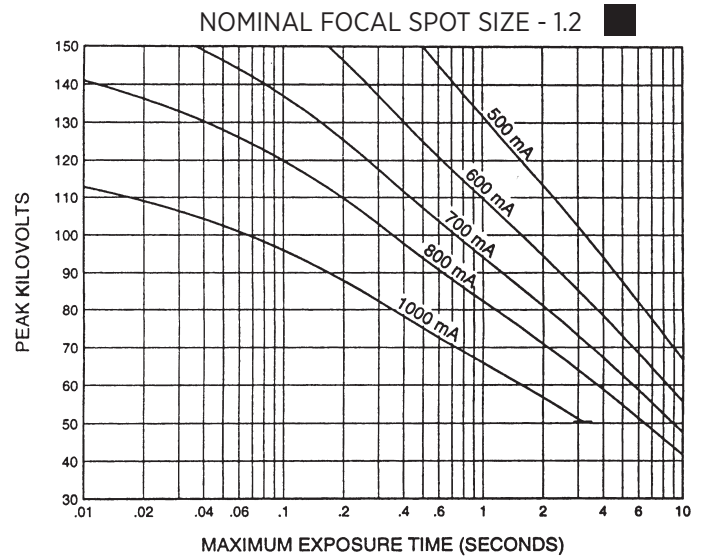 NOMINAL FOCAL SPOT SIZE - 1.2
150
140
130
120
110
100
90
80
70
60
50
40
30
PEAK KILOVOLTS
500 mA
600 mA
700 mA
800 mA
1000 mA
.01 .02 .04 .06 .1 .2 .4 .6 1 2 4 6 10
MAXIMUM EXPOSURE TIME (SECONDS)